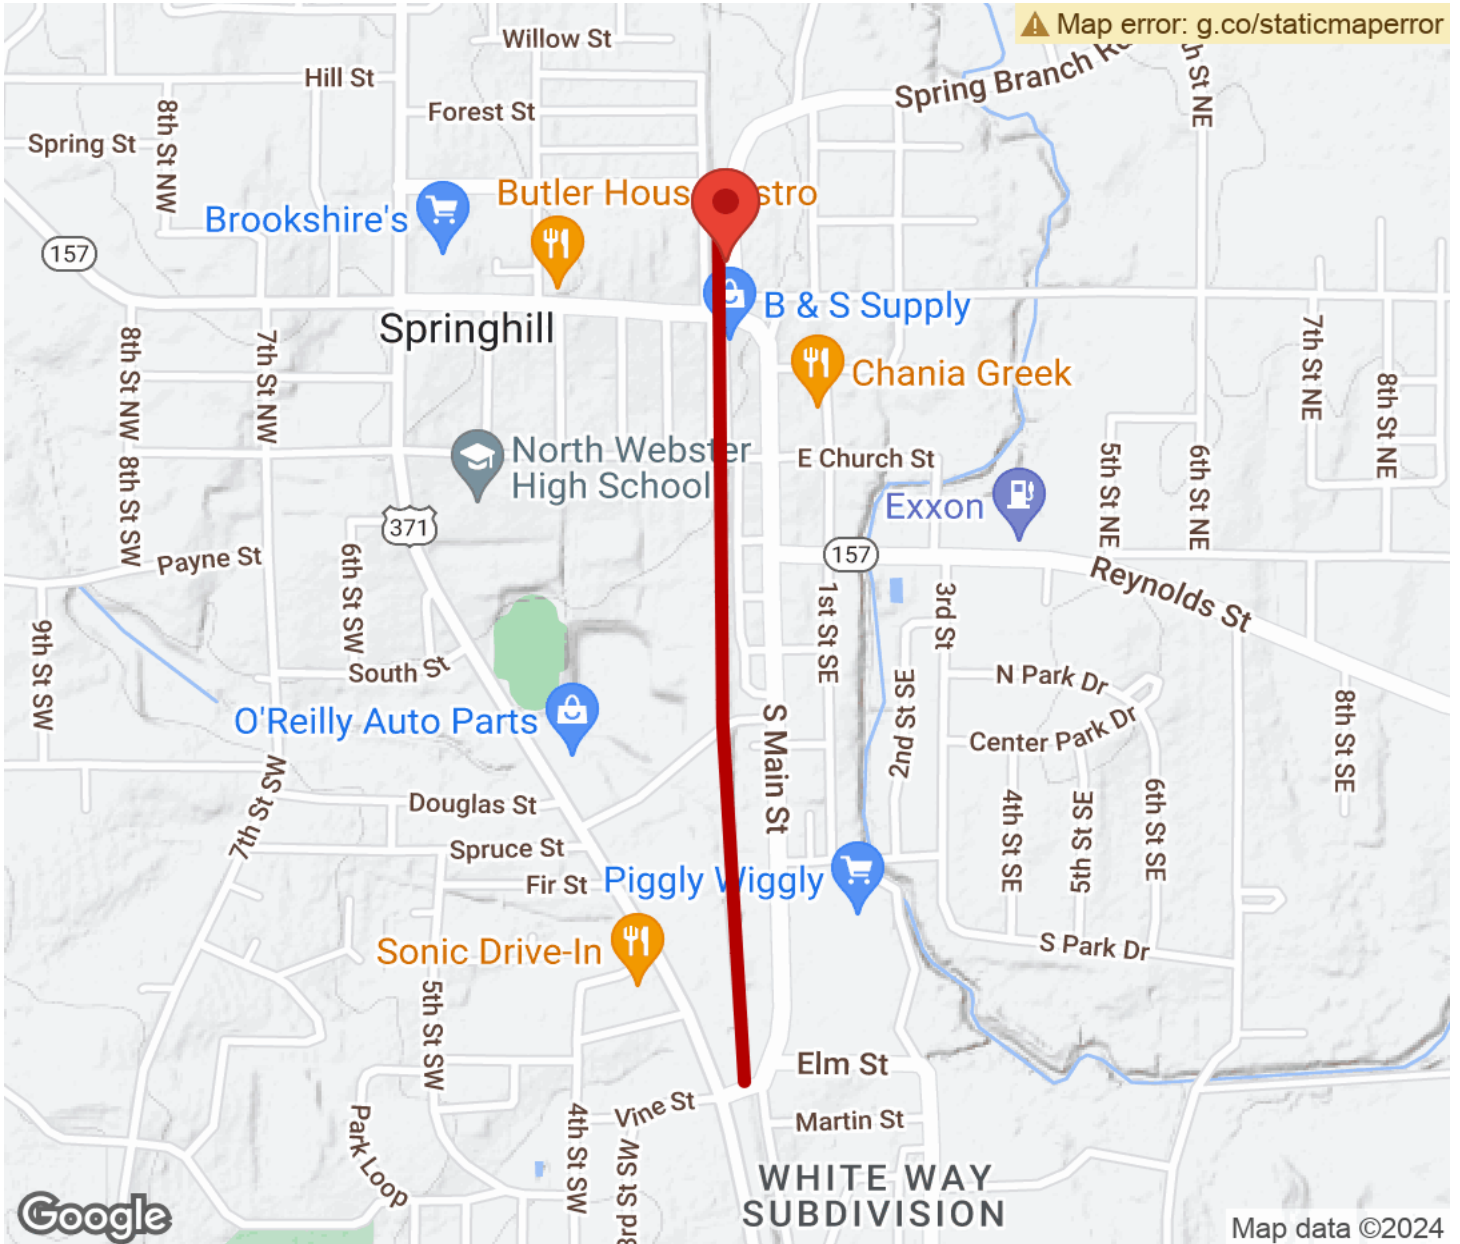 Map error: g.co/staticmaperror
Willow St
Hill St
Spring Branch
Forest St
8th St NW
Spring St
Brookshire's
157
Springhill
B & S Supply
Chania Greek
8th St NW
7th St NW
7th St NE
8th St NE
North Webster
High School
E Church St
Exxon
5th St NE
6th St NE
8th St SW
371
157
Payne St
6th St SW
Reynolds St
1st St SE
3rd St
9th St SW
South St
N Park Dr
2nd St SE
O'Reilly Auto Parts
S Main St
Center Park Dr
8th St SE
7th St SW
Douglas St
4th St SE
5th St SE
6th St SE
Spruce St
Fir St
Piggly Wiggly
Sonic Drive-In
S Park Dr
5th St SW
Elm St
Vine St
Martin St
Park Loop
4th St SW
3rd St SW
WHITE WAY
SUBDIVISION
Google
Map data ©2024